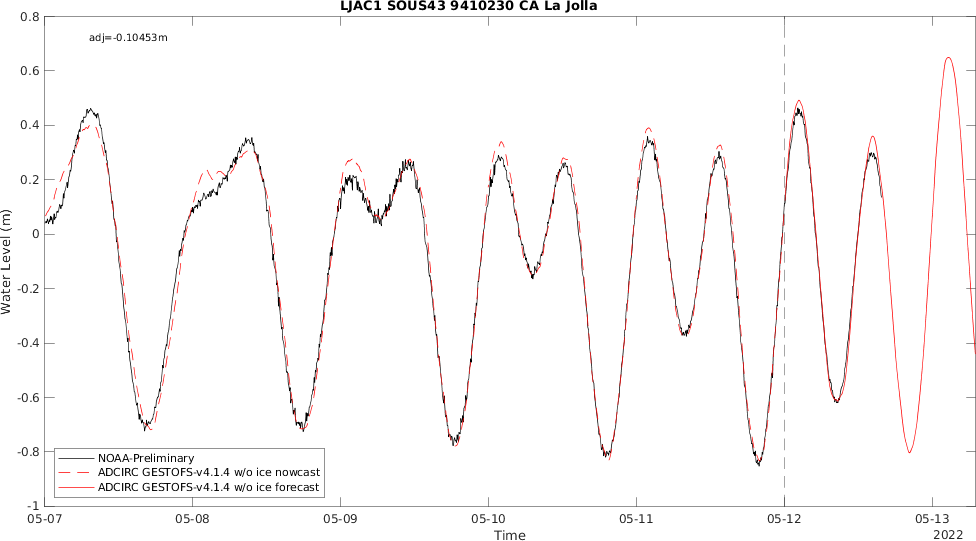 LJAC1 SOUS43 9410230 CA La Jolla
adj=-0.10453m
0.8
0.6
0.4
0.2
0
-0.2
-0.4
-0.6
-0.8
-1
Water Level (m)
NOAA-Preliminary
ADCIRC GESTOFS-v4.1.4 w/o ice nowcast
ADCIRC GESTOFS-v4.1.4 w/o ice forecast
05-07 05-08 05-09 05-10 05-11 05-12 05-13
Time
2022